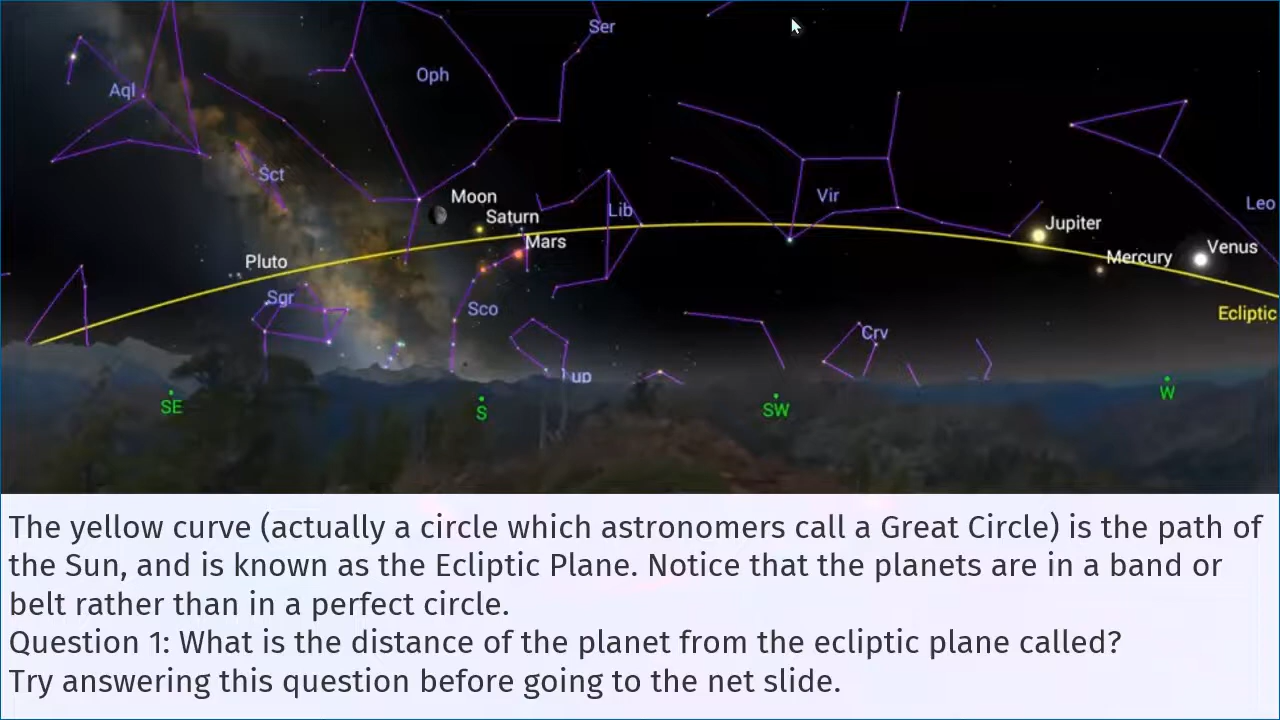 Ser
Oph
Aql
Sct
Moon
Saturn
Lib
Vir
Leo
Mars
Jupiter
Mercury
Venus
Pluto
Sgr
Sco
Ecliptic
Crv
up
SE
S
SW
W
The yellow curve (actually a circle which astronomers call a Great Circle) is the path of
the Sun, and is known as the Ecliptic Plane. Notice that the planets are in a band or
belt rather than in a perfect circle.
Question 1: What is the distance of the planet from the ecliptic plane called?
Try answering this question before going to the net slide.